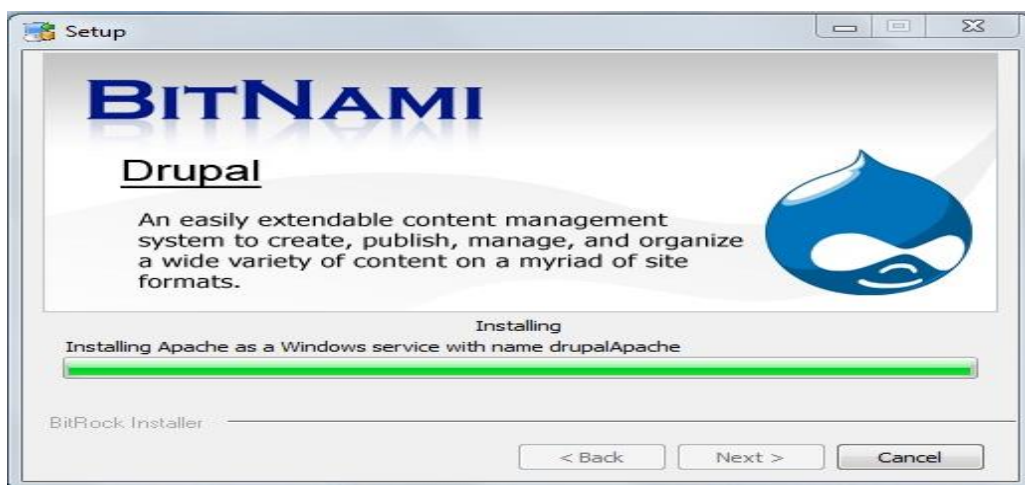 Setup
BITNAMI
Drupal
An easily extendable content management
system to create, publish, manage, and organize
a wide variety of content on a myriad of site
formats.
Installing
Installing Apache as a Windows service with name drupalApache
BitRock Installer
< Back
Next >
Cancel